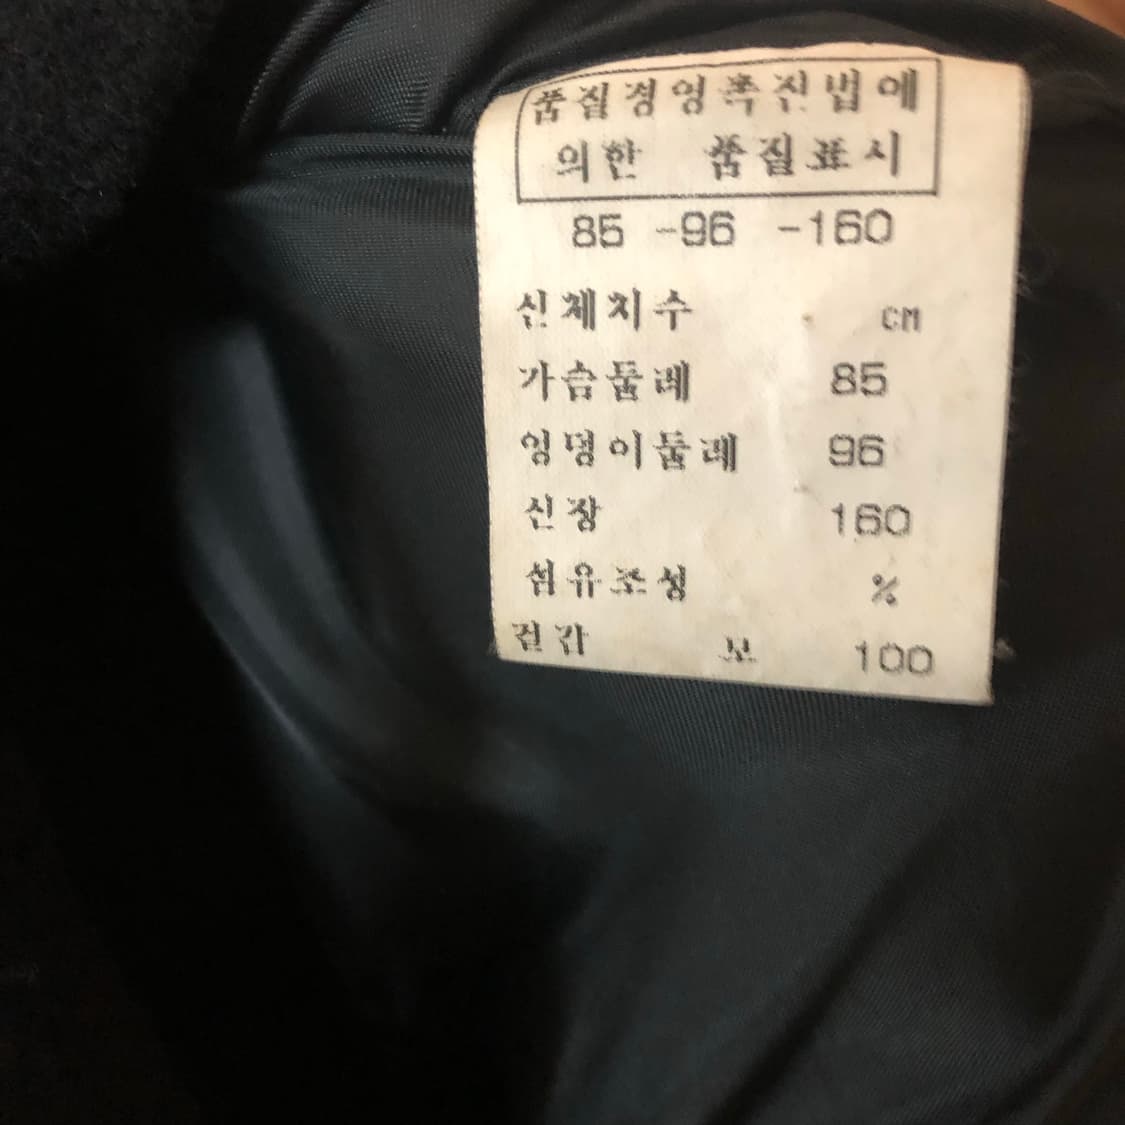 품질경영촉진법에
의한 품질표시
85 -96 -160
신체치수 CM
가슴둘레 85
엉덩이둘레 96
신장 160
섬유조성 %
겉감 모 100